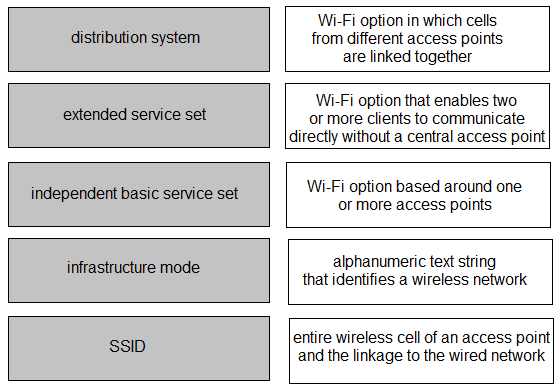 distribution system
Wi-Fi option in which cells
from different access points
are linked together
extended service set
Wi-Fi option that enables two
or more clients to communicate
directly without a central access point
independent basic service set
Wi-Fi option based around one
or more access points
infrastructure mode
alphanumeric text string
that identifies a wireless network
SSID
entire wireless cell of an access point
and the linkage to the wired network